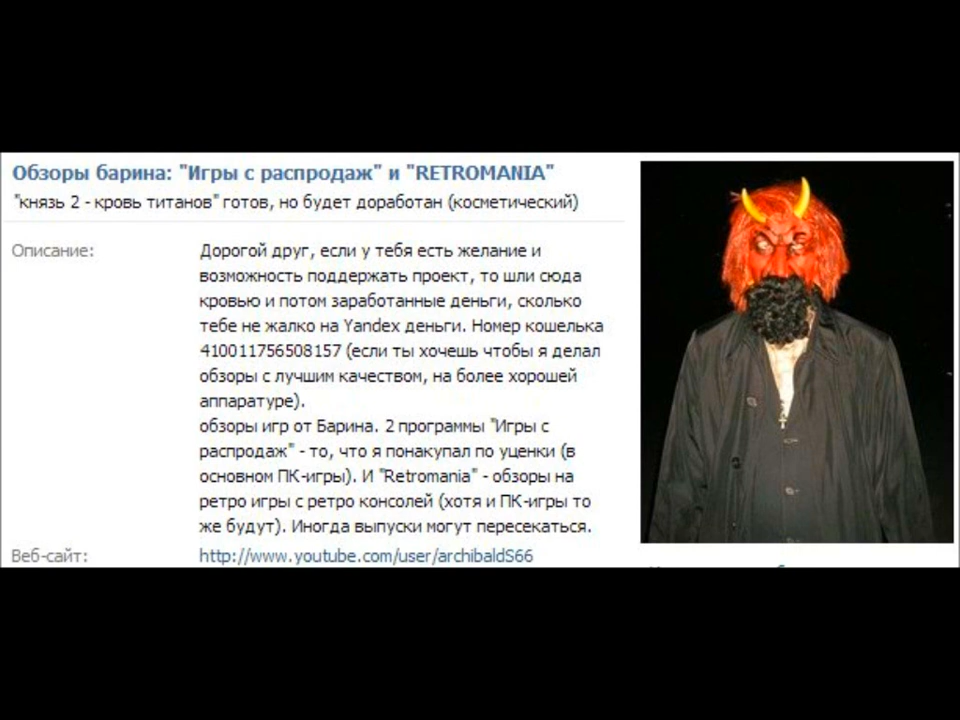 Обзоры барина: "Игры с распродаж" и "RETROMANIA"
"князь 2 - кровь титанов" готов, но будет доработан (косметический)
Описание:
Дорогой друг, если у тебя есть желание и
возможность поддержать проект, то шли сюда
кровью и потом заработанные деньги, сколько
тебе не жалко на Yandex деньги. Номер кошелька
410011756508157 (если ты хочешь чтобы я делал
обзоры с лучшим качеством, на более хорошей
аппаратуре).
обзоры игр от Барина. 2 программы "Игры с
распродаж" - то, что я понакупал по уценки (в
основном ПК-игры). И "Retromania" - обзоры на
ретро игры с ретро консолей (хотя и ПК-игры то
же будут). Иногда выпуски могут пересекаться.
Веб-сайт:
http://www.youtube.com/user/archibaldS66